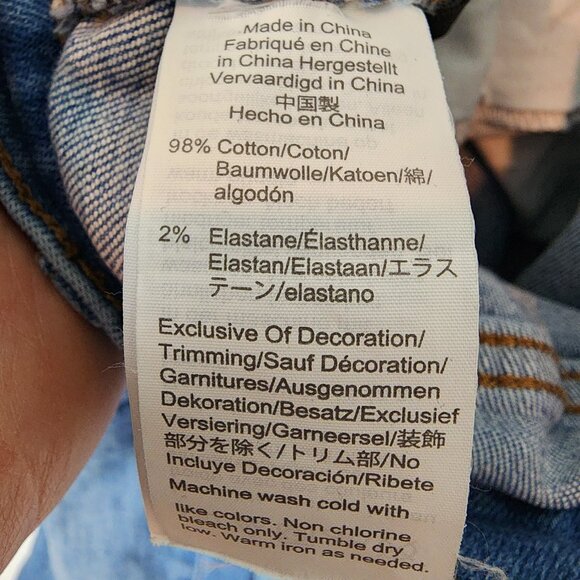 Made in China
Fabriqué en Chine
in China Hergestellt
Vervaardigd in China
中国製
Hecho en China
98% Cotton/Coton/
Baumwolle/Katoen/綿/
algodón
2% Elastane/Élasthanne/
Elastan/Elastaan/エラス
テーン/elastano
Exclusive Of Decoration/
Trimming/Sauf Décoration/
Garnitures/Ausgenommen
Dekoration/Besatz/Exclusief
Versiering/Garneersel/装飾
部分を除く/トリム部/No
Incluye Decoración/Ribete
Machine wash cold with
like colors. Non chlorine
bleach only. Tumble dry
low. Warm iron as needed.